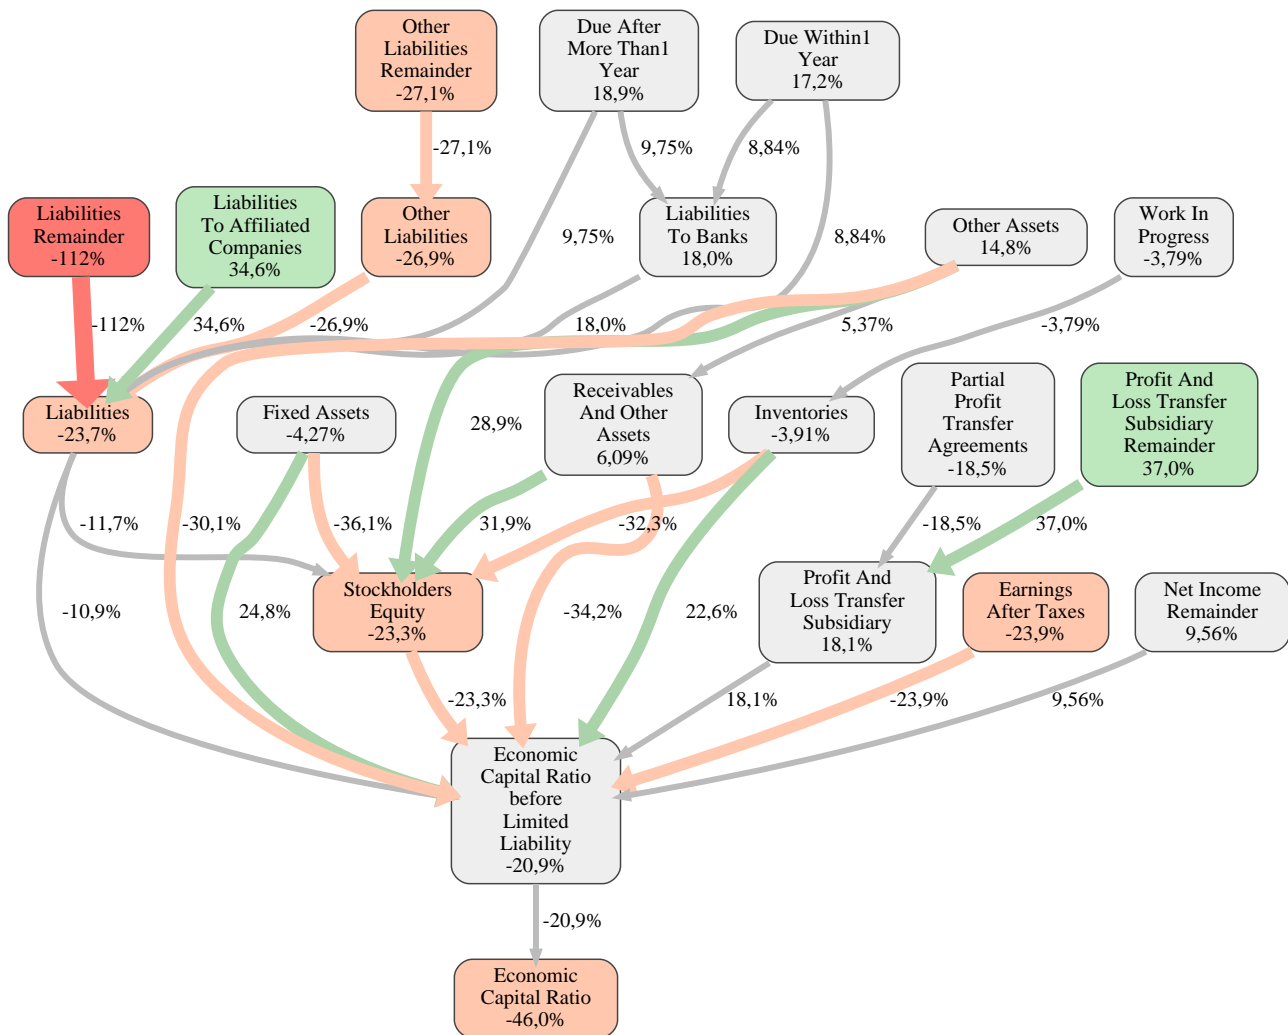 Other
Liabilities
Remainder
-27,1%
Due After
More Than1
Year
18,9%
Due Within1
Year
17,2%
-27,1%
9,75%
8,84%
Liabilities
Remainder
-112%
Liabilities
To Affiliated
Companies
34,6%
Other
Liabilities
-26,9%
9,75%
Liabilities
To Banks
18,0%
8,84%
Other Assets
14,8%
Work In
Progress
-3,79%
-112%
34,6%
-26,9%
18,0%
5,37%
-3,79%
Liabilities
-23,7%
Fixed Assets
-4,27%
28,9%
Receivables
And Other
Assets
6,09%
Inventories
-3,91%
Partial
Profit
Transfer
Agreements
-18,5%
Profit And
Loss Transfer
Subsidiary
Remainder
37,0%
-11,7%
-30,1%
-36,1%
31,9%
-32,3%
-18,5%
37,0%
-10,9%
24,8%
Stockholders
Equity
-23,3%
-34,2%
22,6%
Profit And
Loss Transfer
Subsidiary
18,1%
Earnings
After Taxes
-23,9%
Net Income
Remainder
9,56%
-23,3%
18,1%
-23,9%
9,56%
Economic
Capital Ratio
before
Limited
Liability
-20,9%
-20,9%
Economic
Capital Ratio
-46,0%